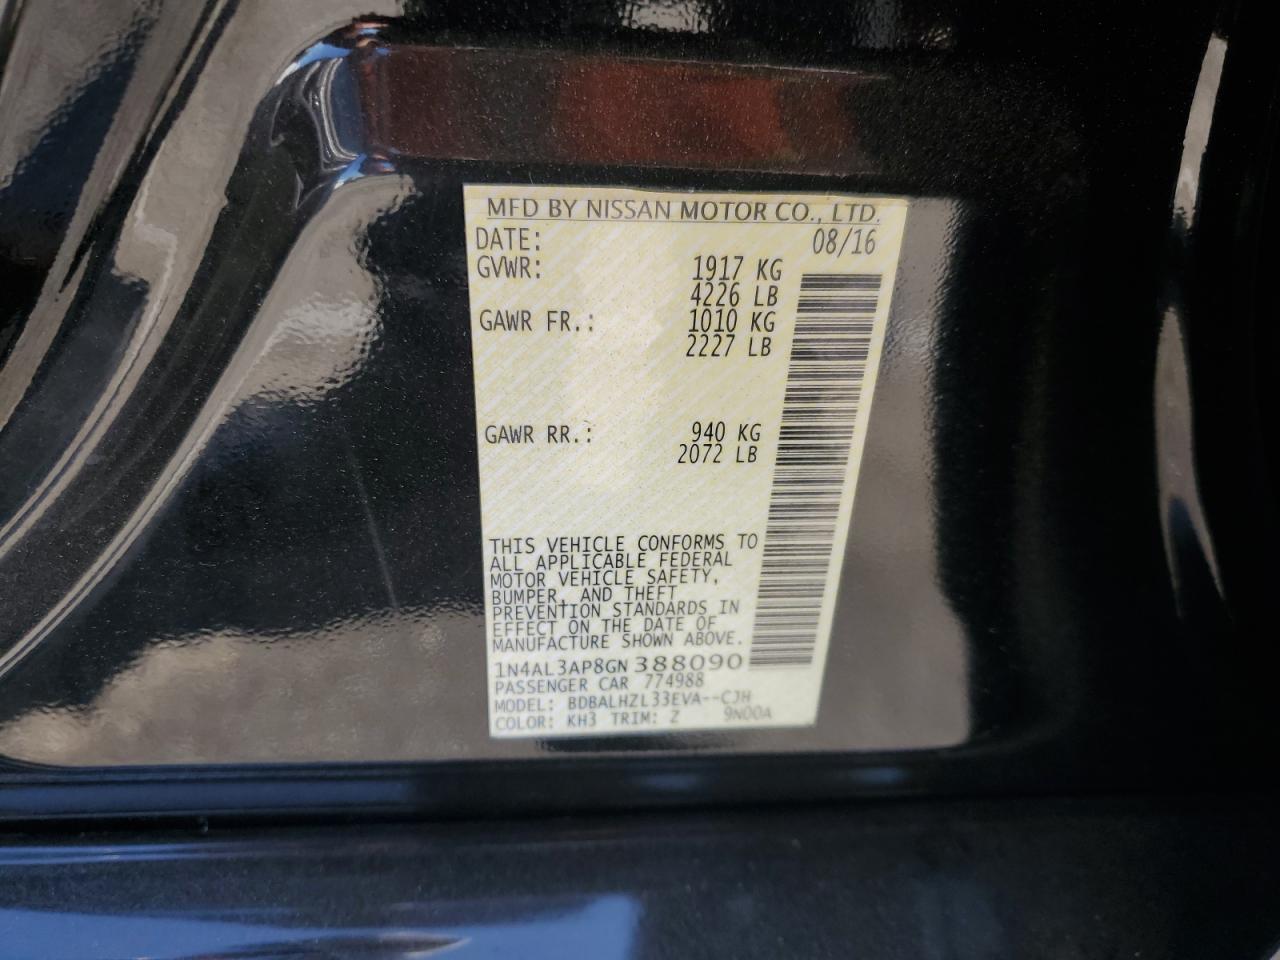 MFD BY NISSAN MOTOR CO., LTD.
DATE: 08/16
GVWR: 1917 KG
4226 LB
GAWR FR.: 1010 KG
2227 LB
GAWR RR.: 940 KG
2072 LB
THIS VEHICLE CONFORMS TO
ALL APPLICABLE FEDERAL
MOTOR VEHICLE SAFETY,
BUMPER, AND THEFT
PREVENTION STANDARDS IN
EFFECT ON THE DATE OF
MANUFACTURE SHOWN ABOVE.
1N4AL3AP8GN388090
PASSENGER CAR 774988
MODEL: BDBALHZL33EVA--CJH
COLOR: KH3 TRIM: Z 9N00A